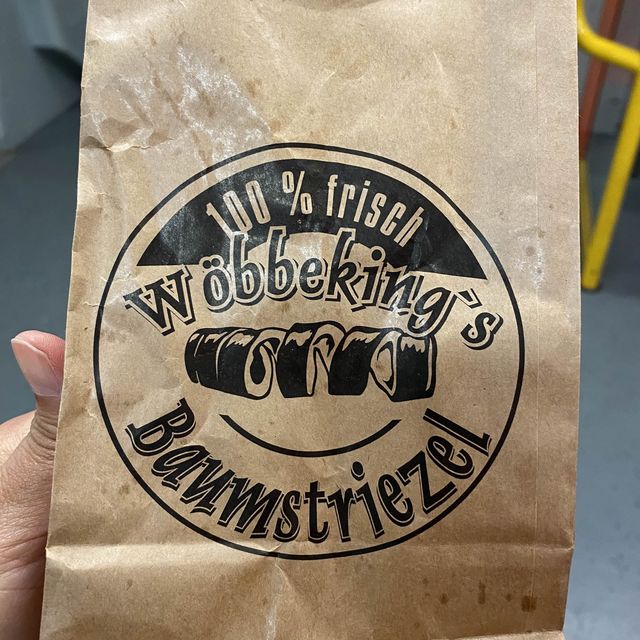 100 % frisch
Wöbbeking´s
Baumstriezel